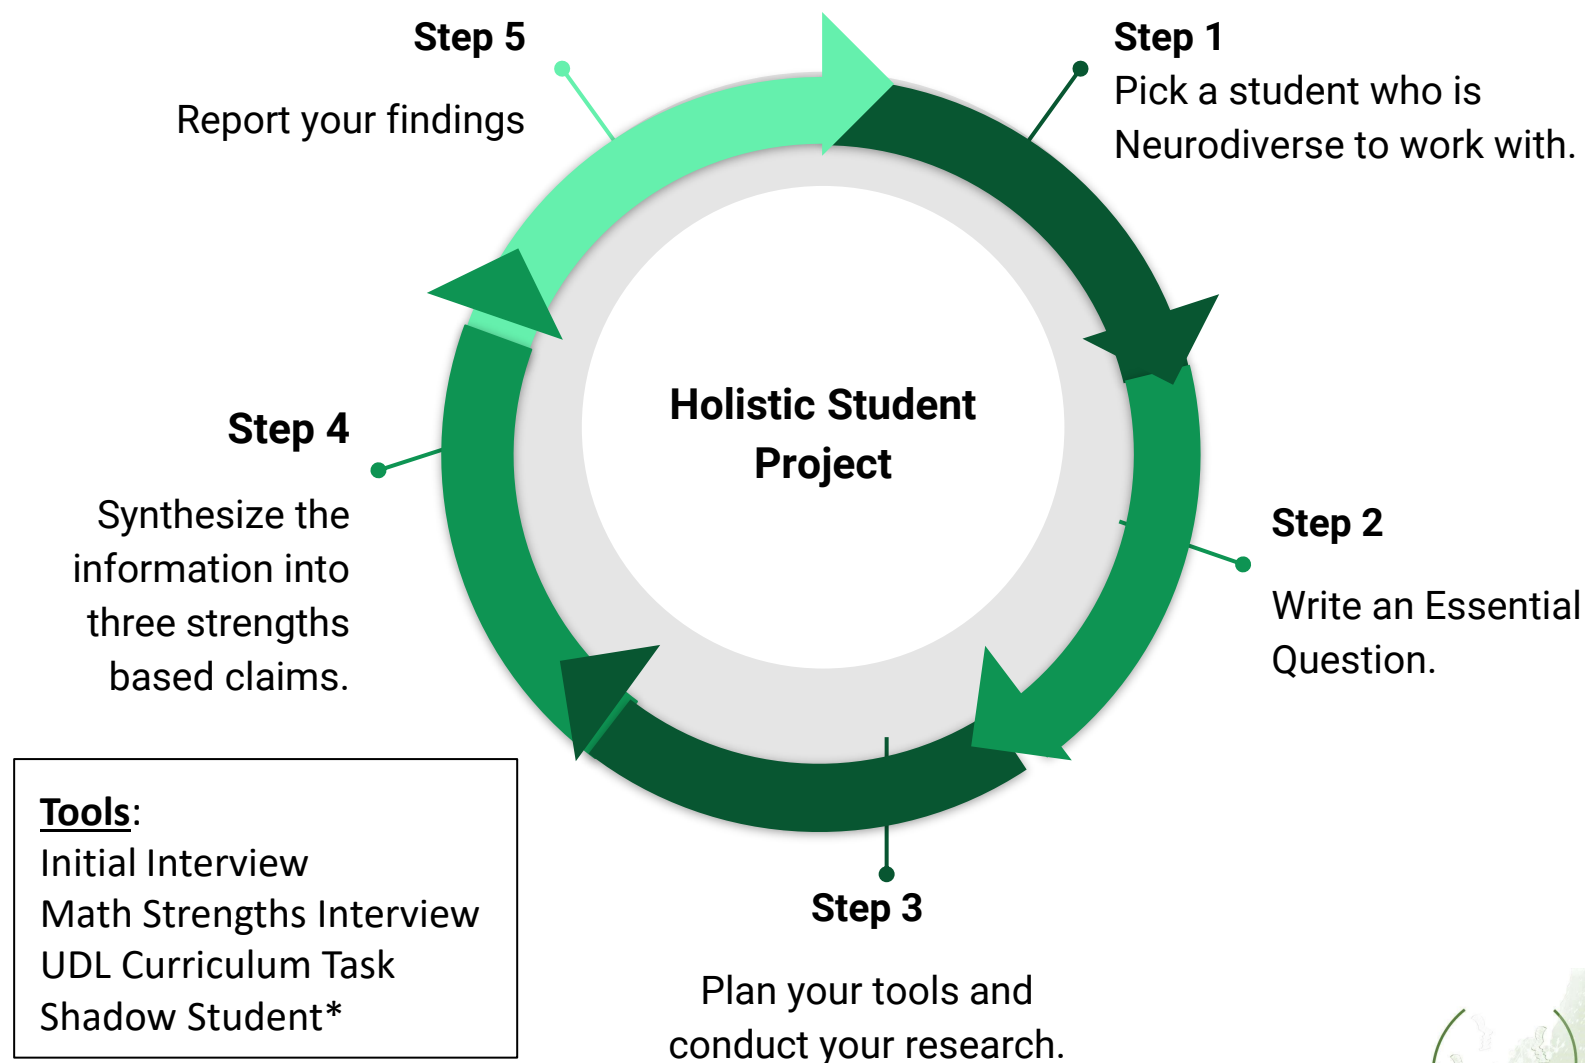 Step 1
Pick a student who is
Neurodiverse to work with.
Step 2
Write an Essential
Question.
Step 3
Plan your tools and
conduct your research.
Step 4
Synthesize the
information into
three strengths
based claims.
Step 5
Report your findings
Holistic Student
Project
Tools:
Initial Interview
Math Strengths Interview
UDL Curriculum Task
Shadow Student*